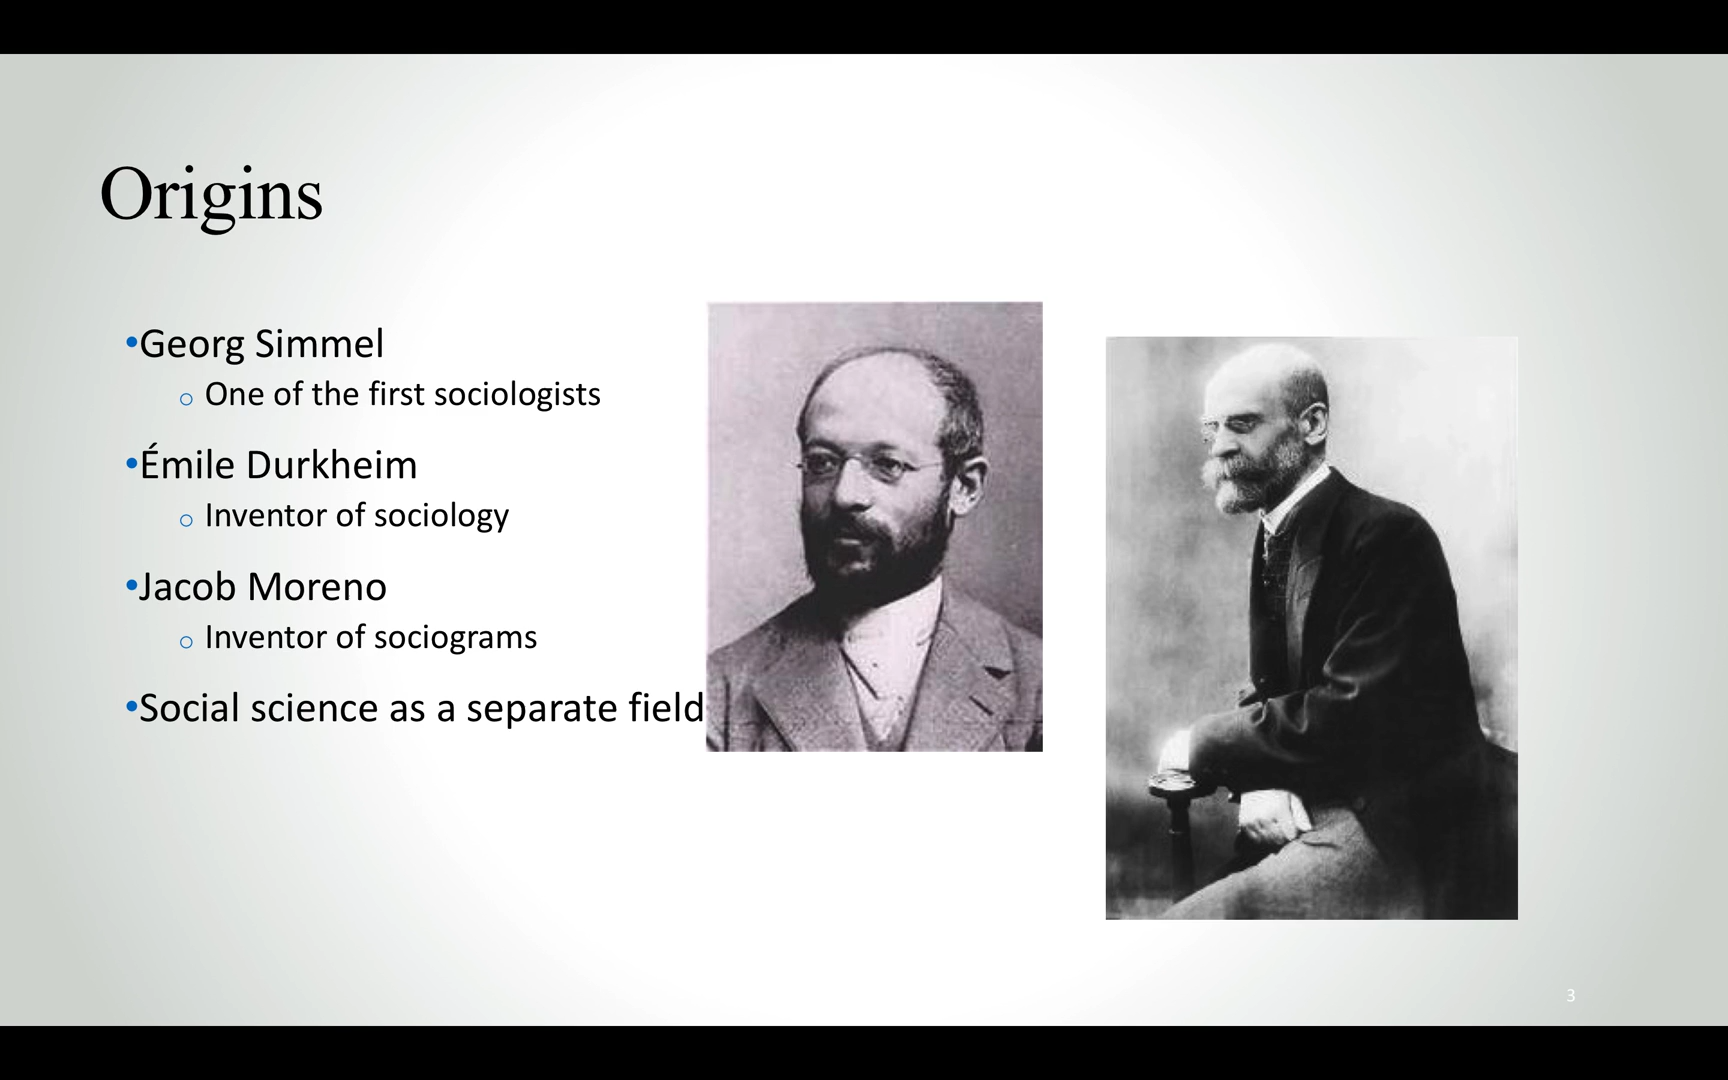 Origins
•Georg Simmel
o One of the first sociologists
•Émile Durkheim
o Inventor of sociology
•Jacob Moreno
o Inventor of sociograms
•Social science as a separate field
3